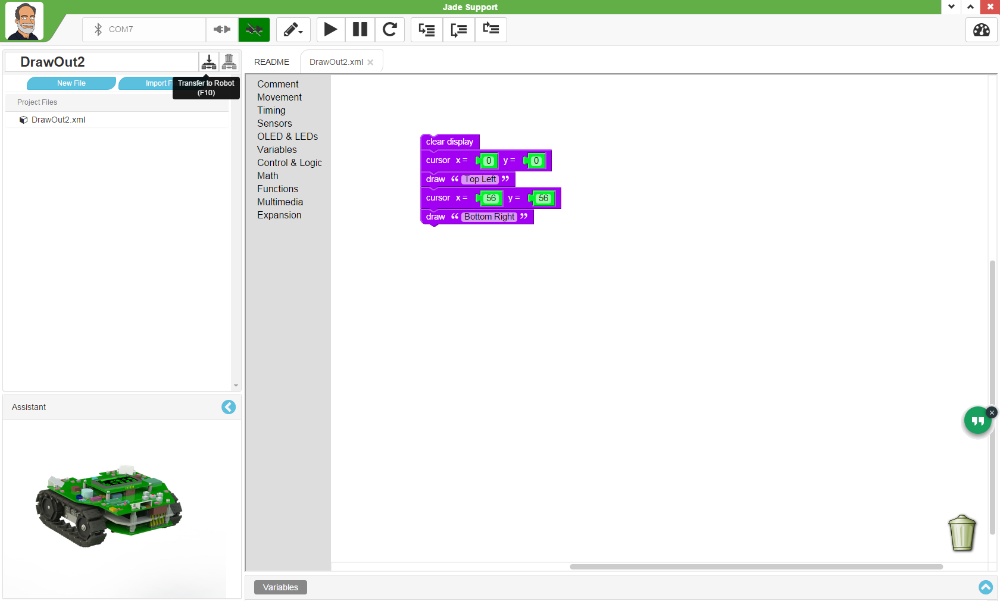 Jade Support
COM7
DrawOut2
New File
Import F
Transfer to Robot
(F10)
Project Files
DrawOut2.xml
README
DrawOut2.xml
Comment
Movement
Timing
Sensors
OLED & LEDs
Variables
Control & Logic
Math
Functions
Multimedia
Expansion
clear display
cursor x = 0 y = 0
draw “ Top Left ”
cursor x = 56 y = 56
draw “ Bottom Right ”
Assistant
Variables